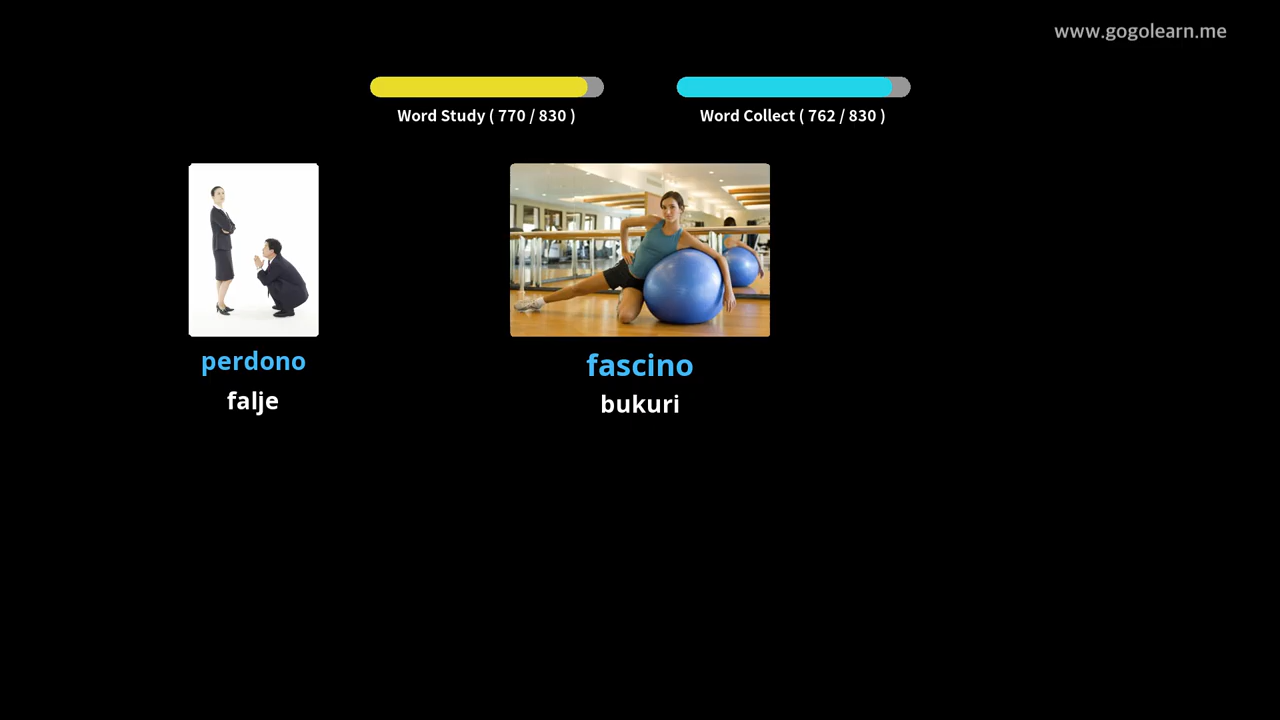 www.gogolearn.me
Word Study ( 770 / 830 )
Word Collect ( 762 / 830 )
perdono
falje
fascino
bukuri